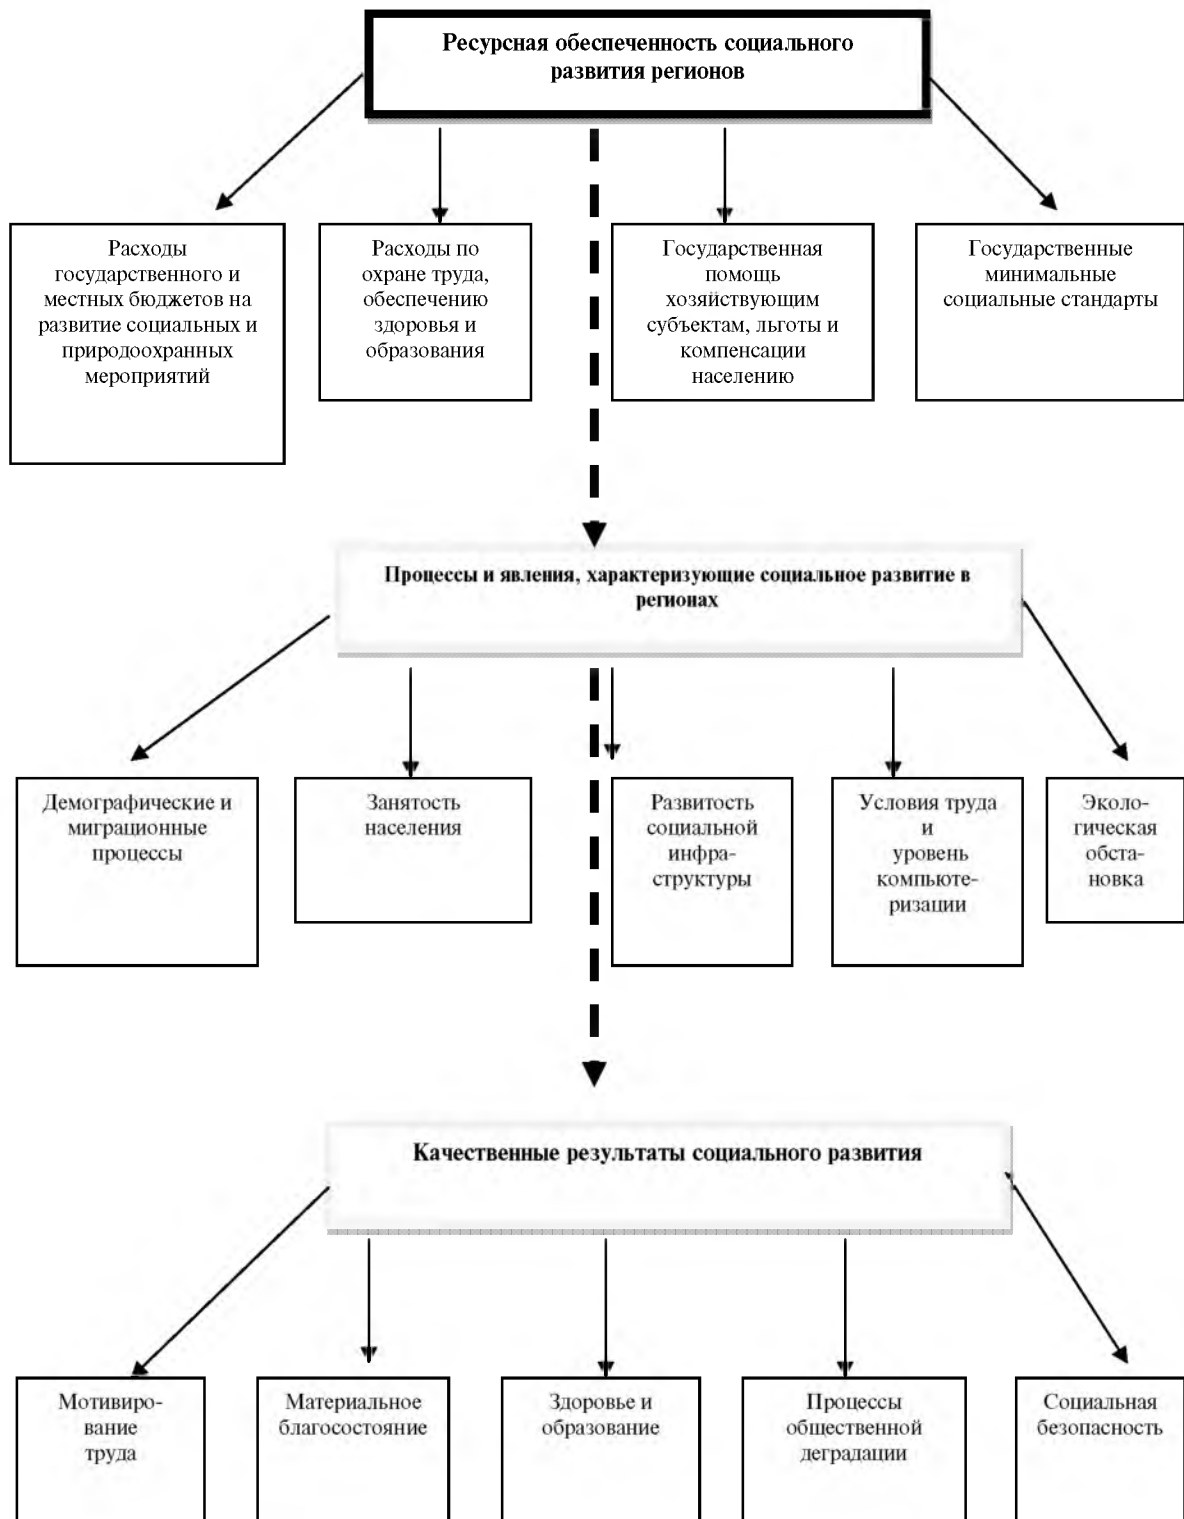 Ресурсная обеспеченность социального
развития регионов
Расходы
государственного и
местных бюджетов на
развитие социальных и
природоохранных
мероприятий
Расходы по
охране труда,
обеспечению
здоровья и
образования
Государственная
помощь
хозяйствующим
субъектам, льготы и
компенсации
населению
Государственные
минимальные
социальные стандарты
Процессы и явления, характеризующие социальное развитие в
регионах
Демографические и
миграционные
процессы
Занятость
населения
Развитость
социальной
инфра-
структуры
Условия труда
и
уровень
компьюте-
ризации
Эколо-
гическая
обста-
новка
Качественные результаты социального развития
Мотивиро-
вание
труда
Материальное
благосостояние
Здоровье и
образование
Процессы
общественной
деградации
Социальная
безопасность